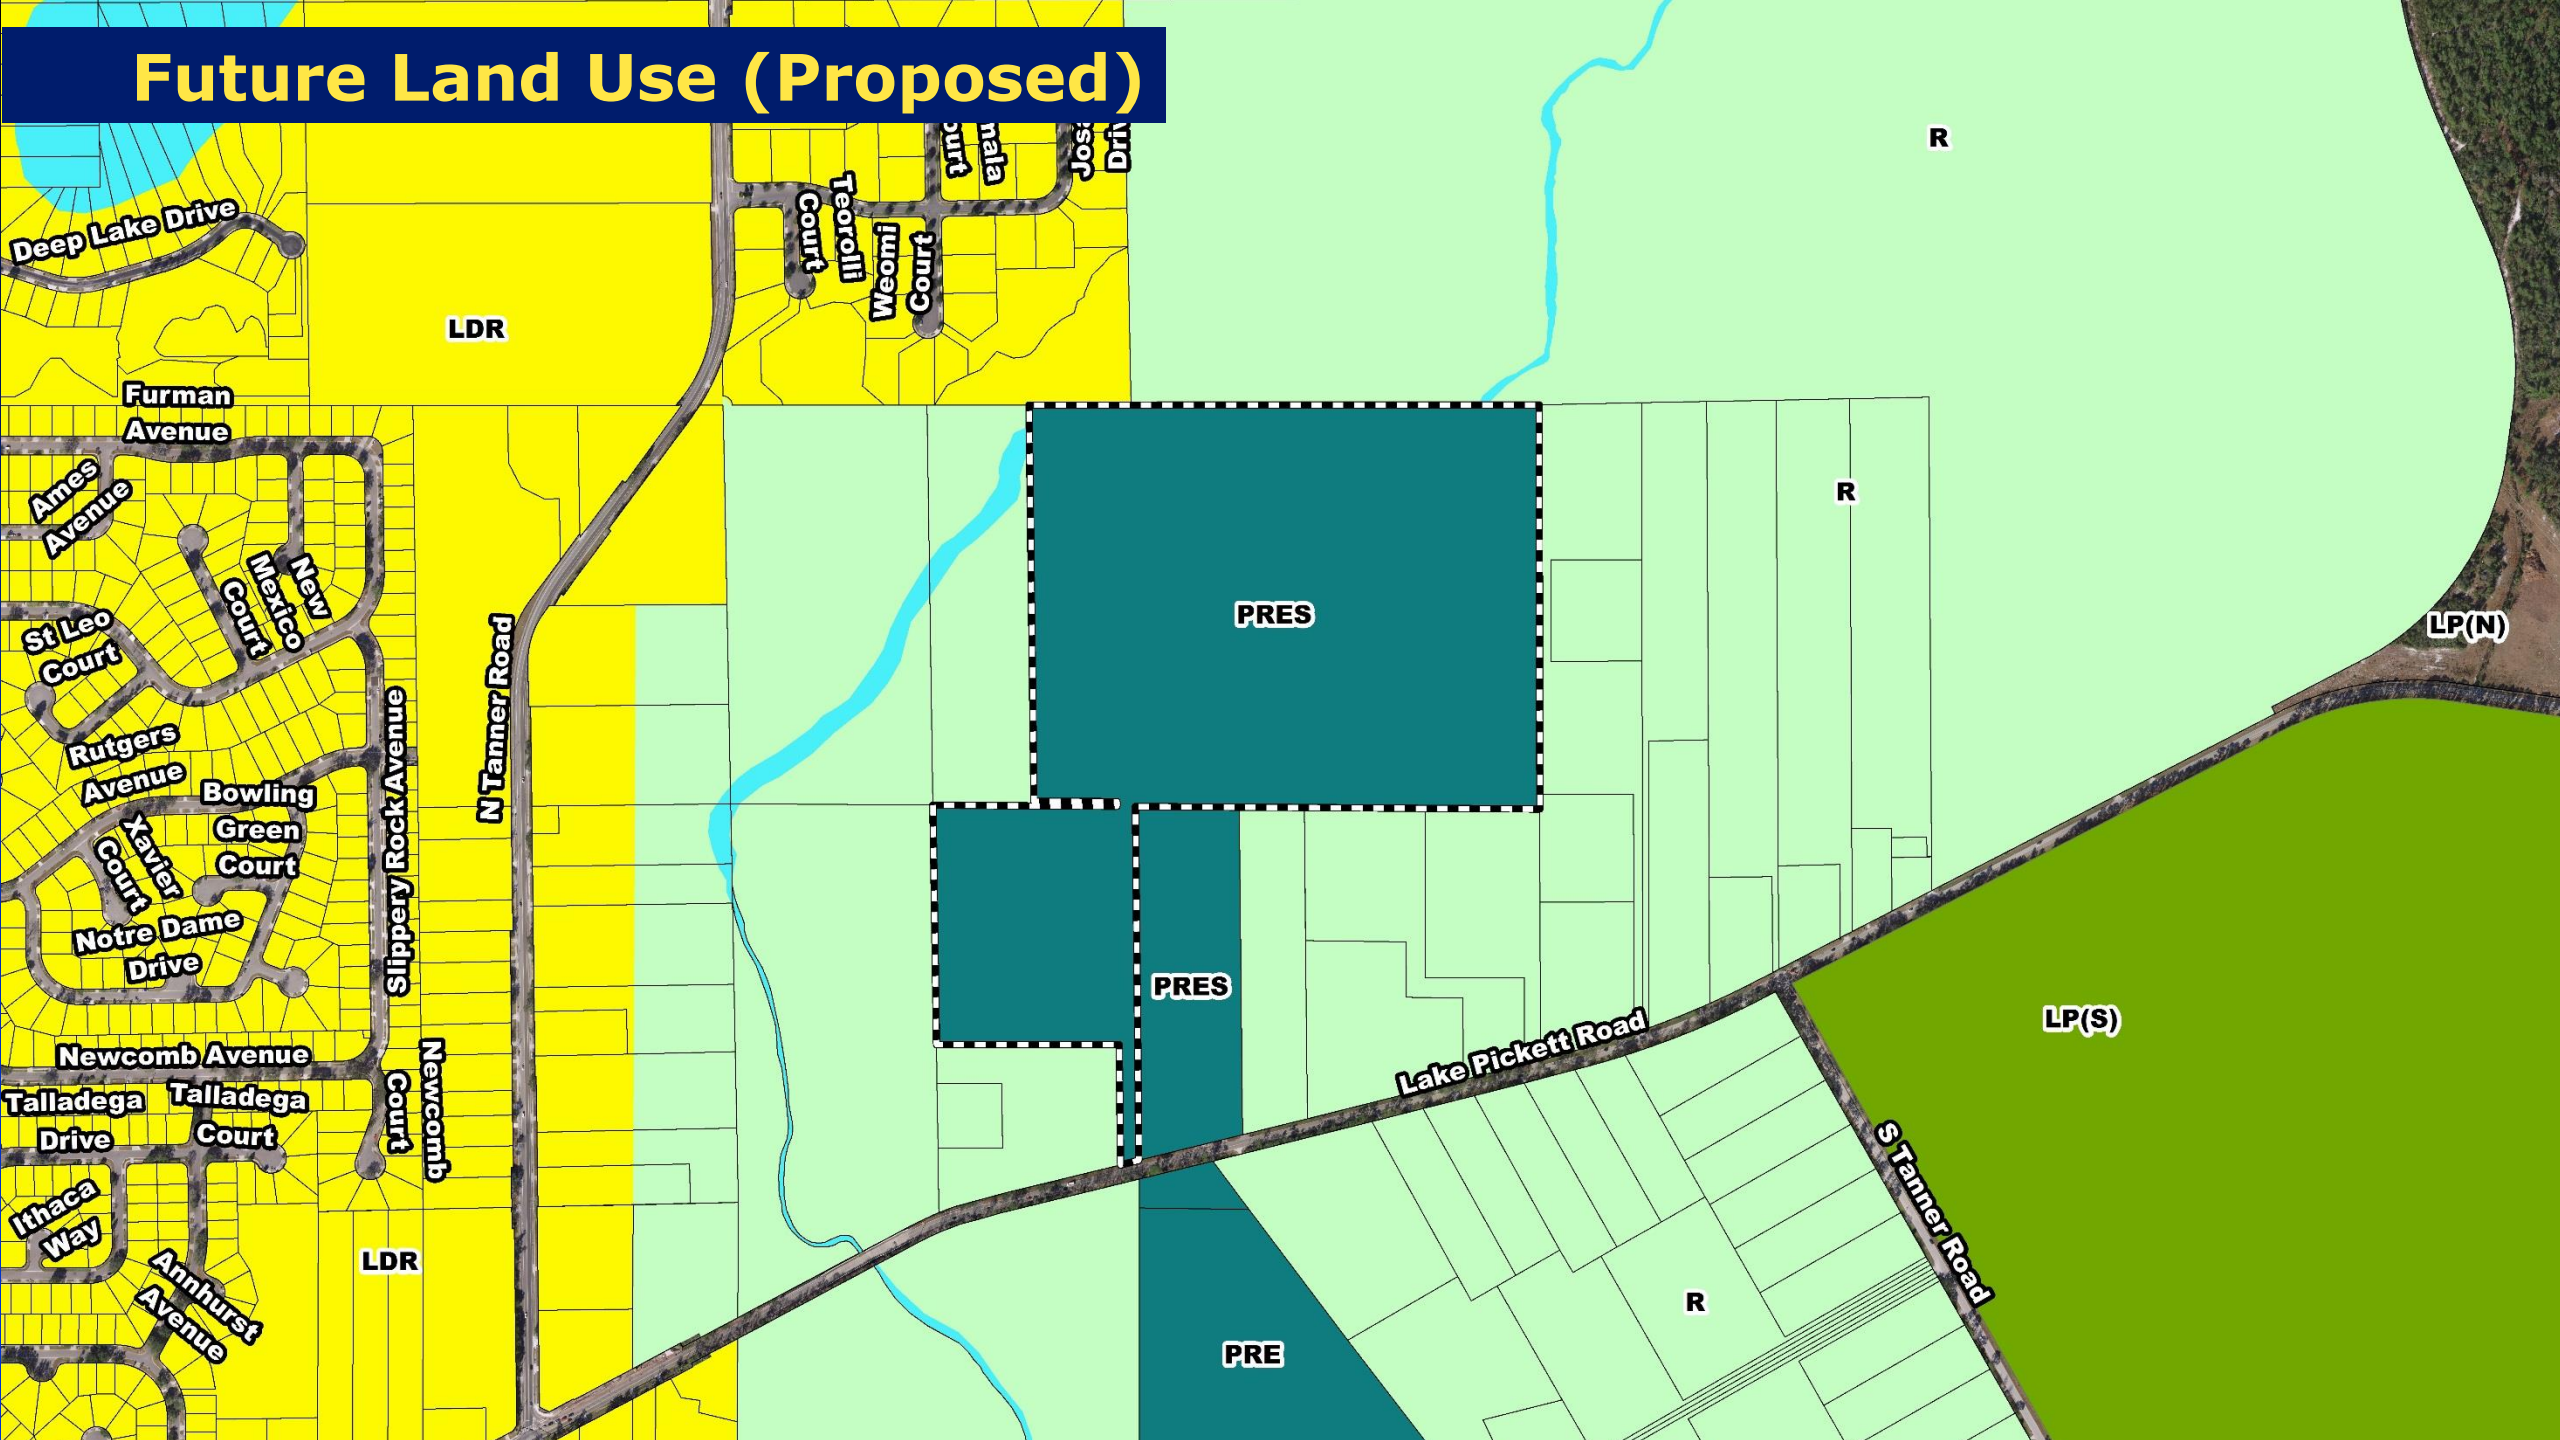 Future Land Use (Proposed)
R
Deep Lake Drive
Teorolli
Court
Weomi
Court
LDR
Furman
Avenue
Ames
Avenue
R
New
Mexico
Court
PRES
St Leo
Court
LP(N)
N Tanner Road
Rutgers
Avenue
Slippery Rock Avenue
Bowling
Green
Court
Xavier
Court
Notre Dame
Drive
PRES
LP(S)
Lake Pickett Road
Newcomb Avenue
Newcomb
Court
Talladega
Drive
Talladega
Court
S Tanner Road
Ithaca
Way
LDR
Annhurst
Avenue
R
PRE